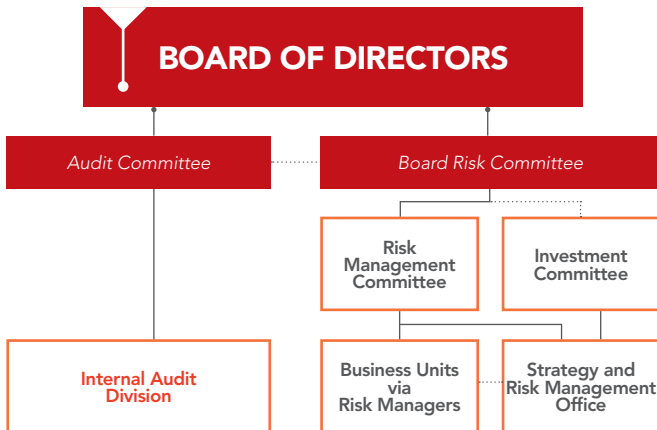 BOARD OF DIRECTORS
Audit Committee
Board Risk Committee
Risk
Management
Committee
Investment
Committee
Internal Audit
Division
Business Units
via
Risk Managers
Strategy and
Risk Management
Office